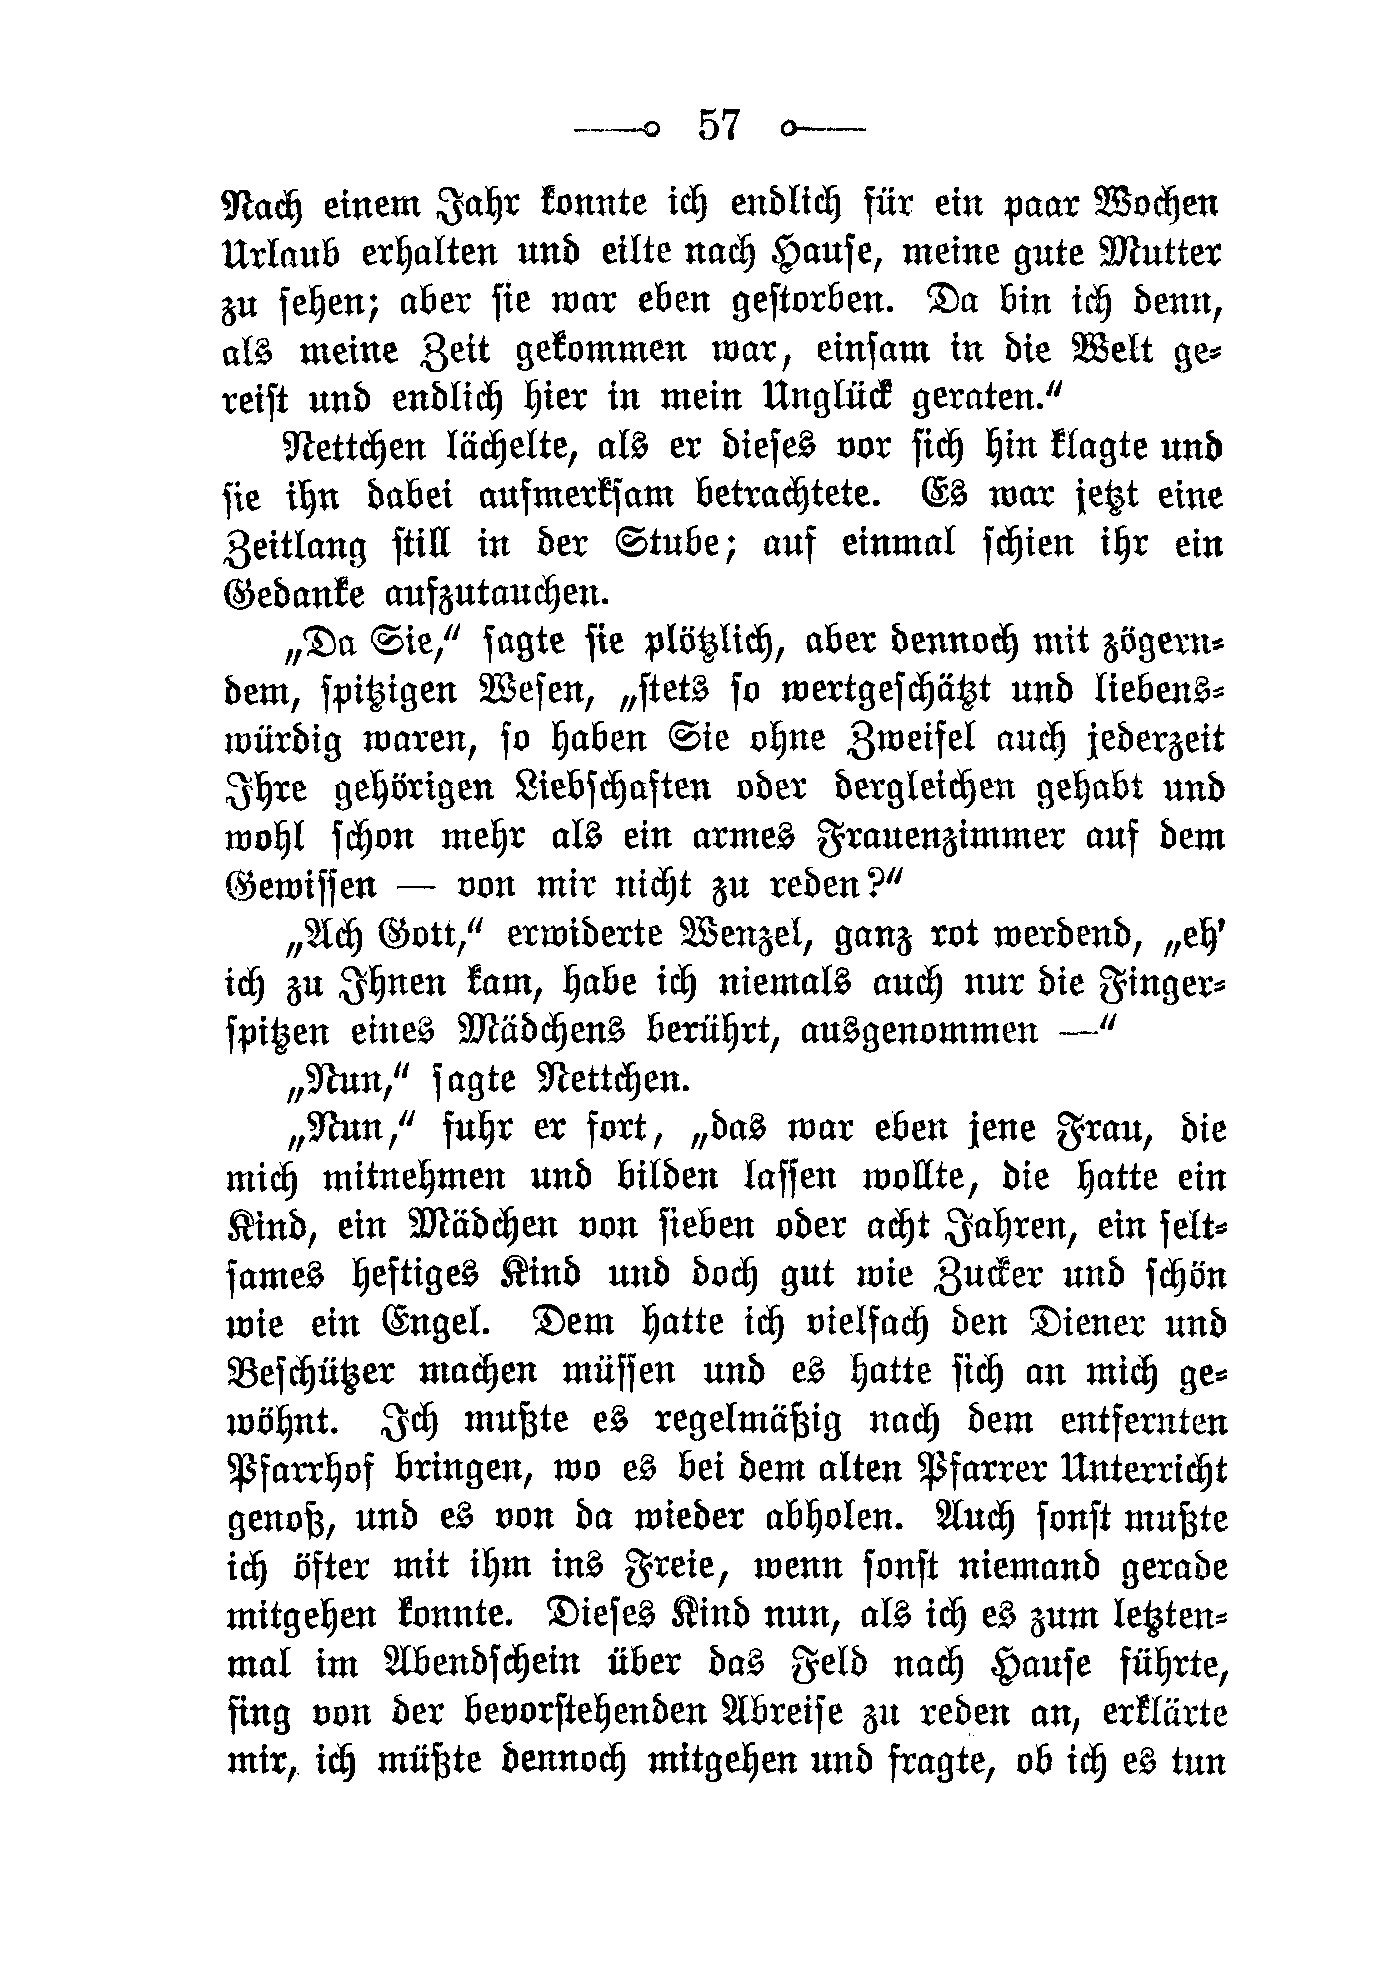 57
Nach einem Jahr konnte ich endlich für ein paar Wochen
Urlaub erhalten und eilte nach Hause, meine gute Mutter
zu sehen; aber sie war eben gestorben. Da bin ich denn,
als meine Zeit gekommen war, einsam in die Welt ge-
reist und endlich hier in mein Unglück geraten.“
Nettchen lächelte, als er dieses vor sich hin klagte und
sie ihn dabei aufmerksam betrachtete. Es war jetzt eine
Zeitlang still in der Stube; auf einmal schien ihr ein
Gedanke aufzutauchen.
„Da Sie,“ sagte sie plötzlich, aber dennoch mit zögern-
dem, spitzigen Wesen, „stets so wertgeschätzt und liebens-
würdig waren, so haben Sie ohne Zweifel auch jederzeit
Ihre gehörigen Liebschaften oder dergleichen gehabt und
wohl schon mehr als ein armes Frauenzimmer auf dem
Gewissen — von mir nicht zu reden?“
„Ach Gott,“ erwiderte Wenzel, ganz rot werdend, „eh’
ich zu Ihnen kam, habe ich niemals auch nur die Finger-
spitzen eines Mädchens berührt, ausgenommen —“
„Nun,“ sagte Nettchen.
„Nun,“ fuhr er fort, „das war eben jene Frau, die
mich mitnehmen und bilden lassen wollte, die hatte ein
Kind, ein Mädchen von sieben oder acht Jahren, ein selt-
sames heftiges Kind und doch gut wie Zucker und schön
wie ein Engel. Dem hatte ich vielfach den Diener und
Beschützer machen müssen und es hatte sich an mich ge-
wöhnt. Ich mußte es regelmäßig nach dem entfernten
Pfarrhof bringen, wo es bei dem alten Pfarrer Unterricht
genoß, und es von da wieder abholen. Auch sonst mußte
ich öfter mit ihm ins Freie, wenn sonst niemand gerade
mitgehen konnte. Dieses Kind nun, als ich es zum letzten-
mal im Abendschein über das Feld nach Hause führte,
fing von der bevorstehenden Abreise zu reden an, erklärte
mir, ich müßte dennoch mitgehen und fragte, ob ich es tun